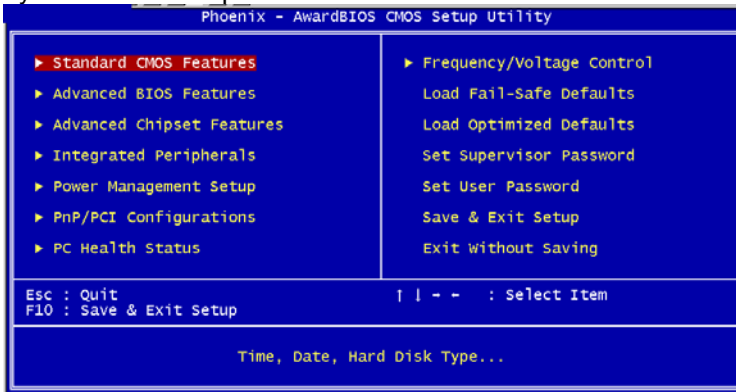 Phoenix - AwardBIOS CMOS Setup Utility
▶ Standard CMOS Features
▶ Advanced BIOS Features
▶ Advanced Chipset Features
▶ Integrated Peripherals
▶ Power Management Setup
▶ PnP/PCI Configurations
▶ PC Health Status
▶ Frequency/Voltage Control
Load Fail-Safe Defaults
Load Optimized Defaults
Set Supervisor Password
Set User Password
Save & Exit Setup
Exit Without Saving
Esc : Quit
F10 : Save & Exit Setup
↑ ↓ → ← : Select Item
Time, Date, Hard Disk Type...